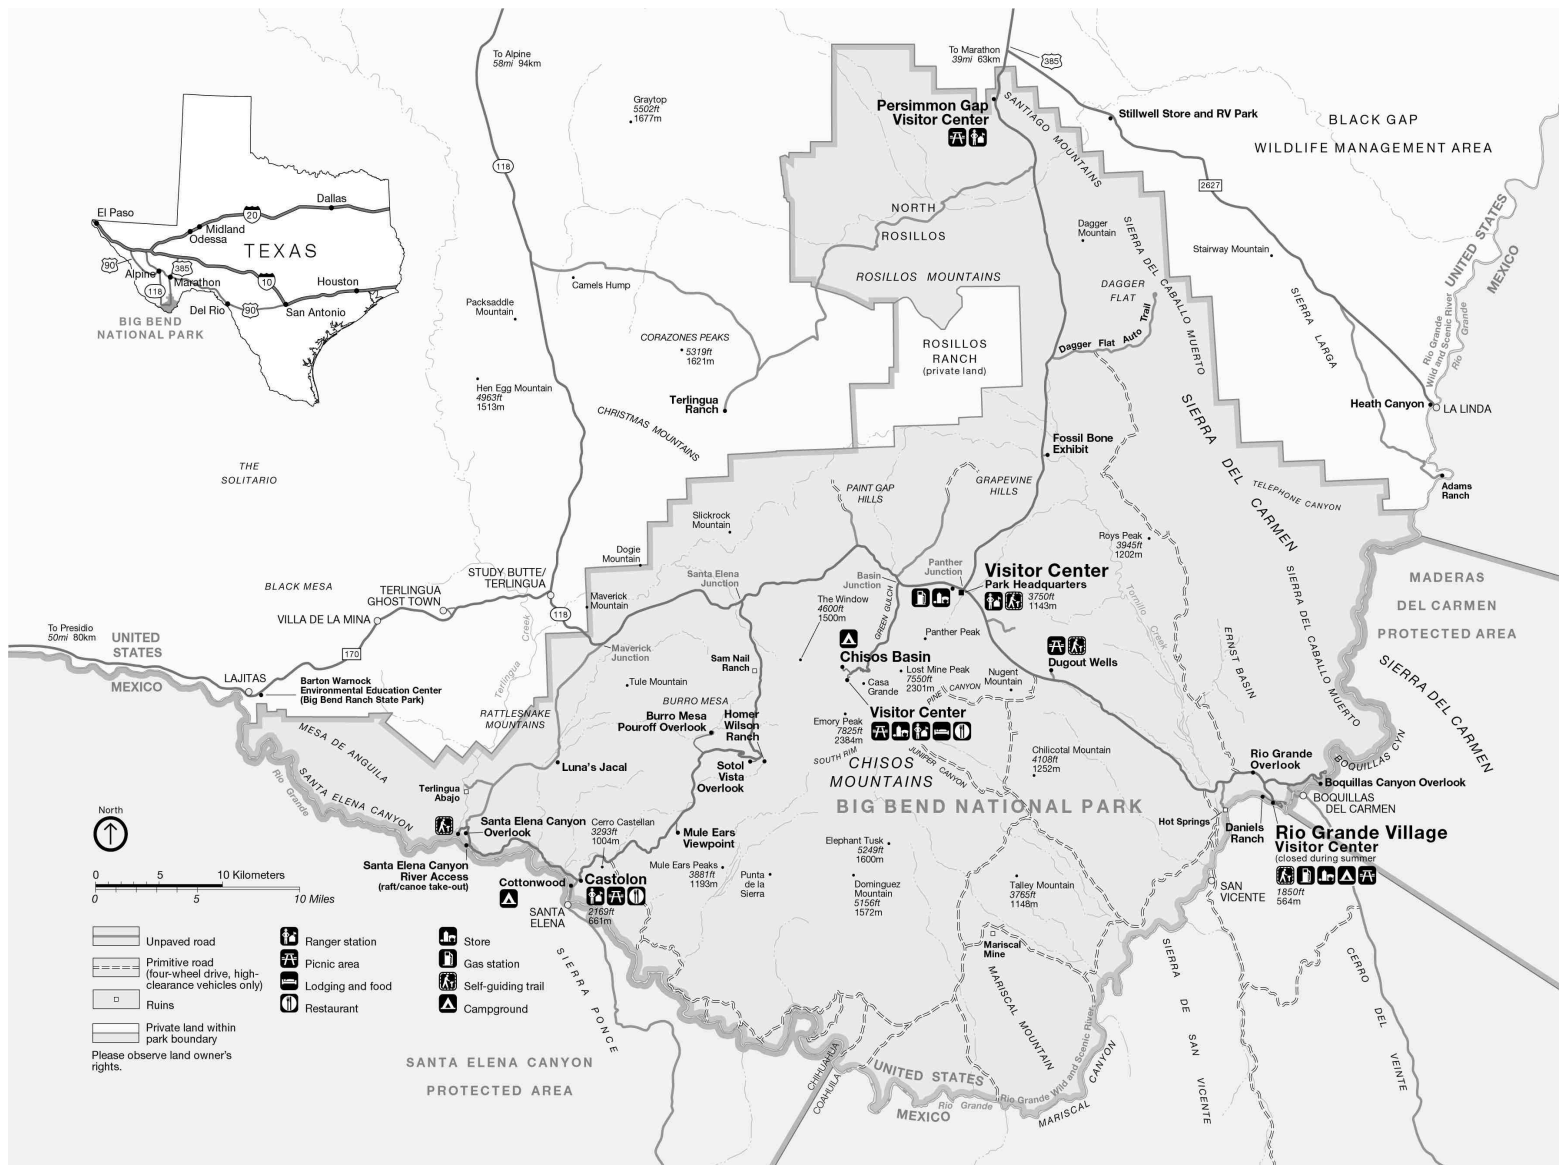 To Alpine
58mi 94km
To Marathon
39mi 63km
385
Graytop
5502ft
1677m
Persimmon Gap
Visitor Center
SANTIAGO MOUNTAINS
Stillwell Store and RV Park
BLACK GAP
WILDLIFE MANAGEMENT AREA
118
2627
El Paso
Dallas
20
Midland
Odessa
TEXAS
90
Alpine
385
Marathon
10
Houston
118
Del Rio
90
San Antonio
BIG BEND
NATIONAL PARK
NORTH
ROSILLOS
ROSILLOS MOUNTAINS
Dagger
Mountain
SIERRA DEL CABALLO MUERTO
Stairway Mountain
UNITED STATES
MEXICO
Camels Hump
Packsaddle
Mountain
DAGGER
FLAT
Dagger Flat Auto Trail
SIERRA LARGA
Rio Grande
Wild and Scenic River
Rio Grande
CORAZONES PEAKS
5319ft
1621m
ROSILLOS
RANCH
(private land)
Hen Egg Mountain
4963ft
1513m
Terlingua
Ranch
CHRISTMAS MOUNTAINS
Heath Canyon
LA LINDA
Fossil Bone
Exhibit
SIERRA DEL CARMEN
THE
SOLITARIO
PAINT GAP
HILLS
GRAPEVINE
HILLS
TELEPHONE CANYON
Adams
Ranch
Slickrock
Mountain
Roys Peak
3945ft
1202m
Dogie
Mountain
BLACK MESA
STUDY BUTTE/
TERLINGUA
TERLINGUA
GHOST TOWN
Santa Elena
Junction
Basin
Junction
Panther
Junction
Visitor Center
Park Headquarters
3750ft
1143m
MADERAS
DEL CARMEN
PROTECTED AREA
Maverick
Mountain
118
VILLA DE LA MINA
The Window
4600ft
1500m
GREEN GULCH
Tornillo Creek
SIERRA DEL CABALLO MUERTO
To Presidio
50mi 80km
UNITED
STATES
MEXICO
170
Terlingua Creek
Maverick
Junction
Panther Peak
Chisos Basin
Dugout Wells
ERNST BASIN
SIERRA DEL CARMEN
LAJITAS
Barton Warnock
Environmental Education Center
(Big Bend Ranch State Park)
Sam Nail
Ranch
Tule Mountain
Casa
Grande
Lost Mine Peak
7550ft
2301m
Nugent
Mountain
PINE CANYON
RATTLESNAKE
MOUNTAINS
BURRO MESA
Burro Mesa
Pouroff Overlook
Homer
Wilson
Ranch
Emory Peak
7825ft
2384m
Visitor Center
MESA DE ANGUILA
SOUTH RIM
JUNIPER CANYON
CHISOS
MOUNTAINS
Chilicotal Mountain
4108ft
1252m
Rio Grande
Overlook
BOQUILLAS CYN
Luna's Jacal
Sotol
Vista
Overlook
Boquillas Canyon Overlook
BOQUILLAS
DEL CARMEN
Rio Grande
SANTA ELENA CANYON
Terlingua
Abajo
BIG BEND NATIONAL PARK
North
Santa Elena Canyon
Overlook
Cerro Castellan
3293ft
1004m
Mule Ears
Viewpoint
Elephant Tusk
5249ft
1600m
Hot Springs
Daniels
Ranch
Rio Grande Village
Visitor Center
(closed during summer
1850ft
564m
Santa Elena Canyon
River Access
(raft/canoe take-out)
Mule Ears Peaks
3881ft
1193m
Punta
de la
Sierra
Dominguez
Mountain
5156ft
1572m
Talley Mountain
3765ft
1148m
SAN
VICENTE
0 5 10 Kilometers
0 5 10 Miles
Cottonwood
Castolon
2169ft
661m
SANTA
ELENA
Unpaved road
Primitive road
(four-wheel drive, high-
clearance vehicles only)
Ruins
Private land within
park boundary
Please observe land owner's
rights.
Ranger station
Picnic area
Lodging and food
Restaurant
Store
Gas station
Self-guiding trail
Campground
Mariscal
Mine
SIERRA PONCE
MARISCAL MOUNTAIN
SIERRA DE SAN VICENTE
CERRO DEL VEINTE
SANTA ELENA CANYON
PROTECTED AREA
CHIHUAHUA
COAHUILA
UNITED STATES
MEXICO
Rio Grande
Rio Grande Wild and Scenic River
MARISCAL CANYON